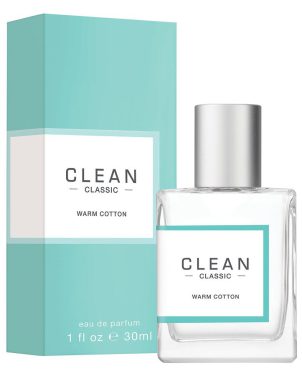 CLEAN
CLASSIC
WARM COTTON
eau de parfum
1 fl oz ℮ 30ml
CLEAN
CLASSIC
WARM COTTON